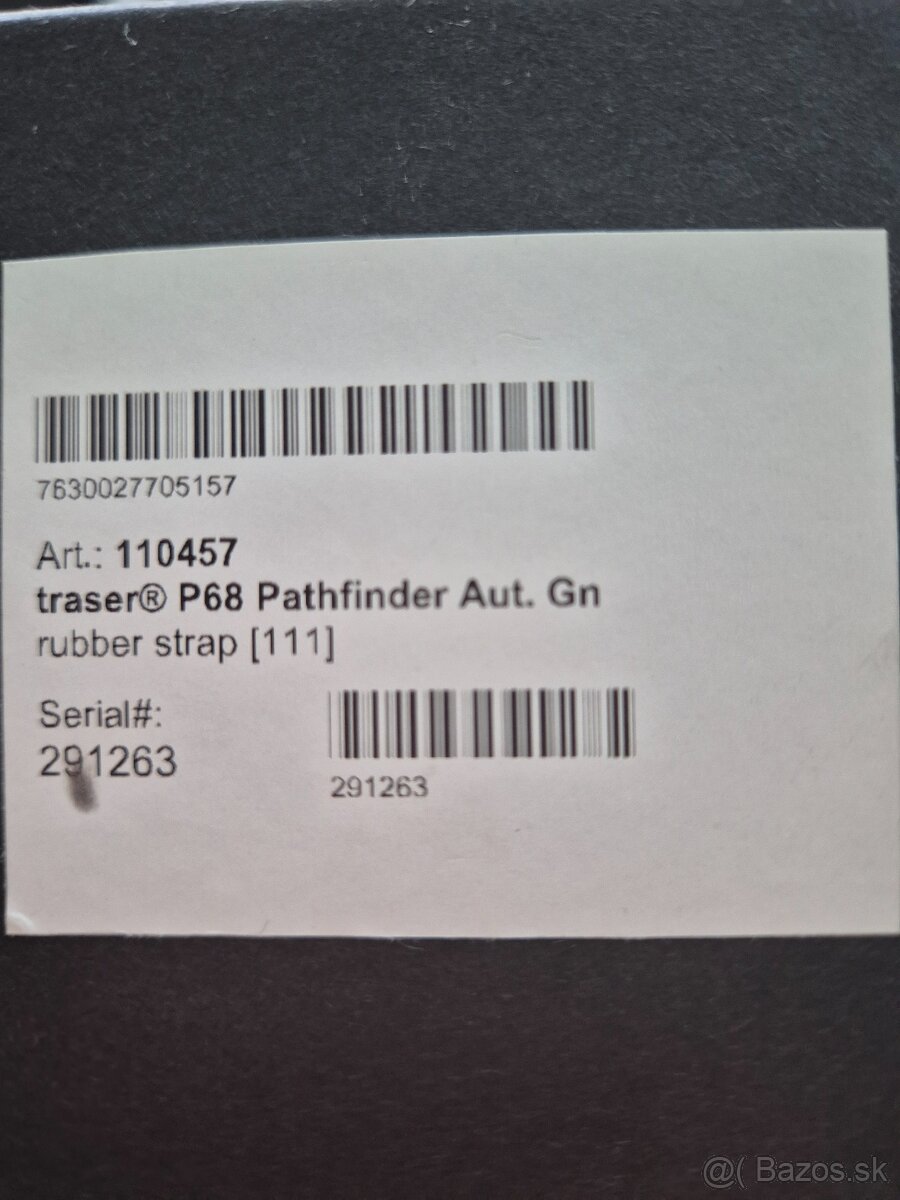 7630027705157
Art.: 110457
traser® P68 Pathfinder Aut. Gn
rubber strap [111]
Serial#:
291263
291263
@( Bazos.sk